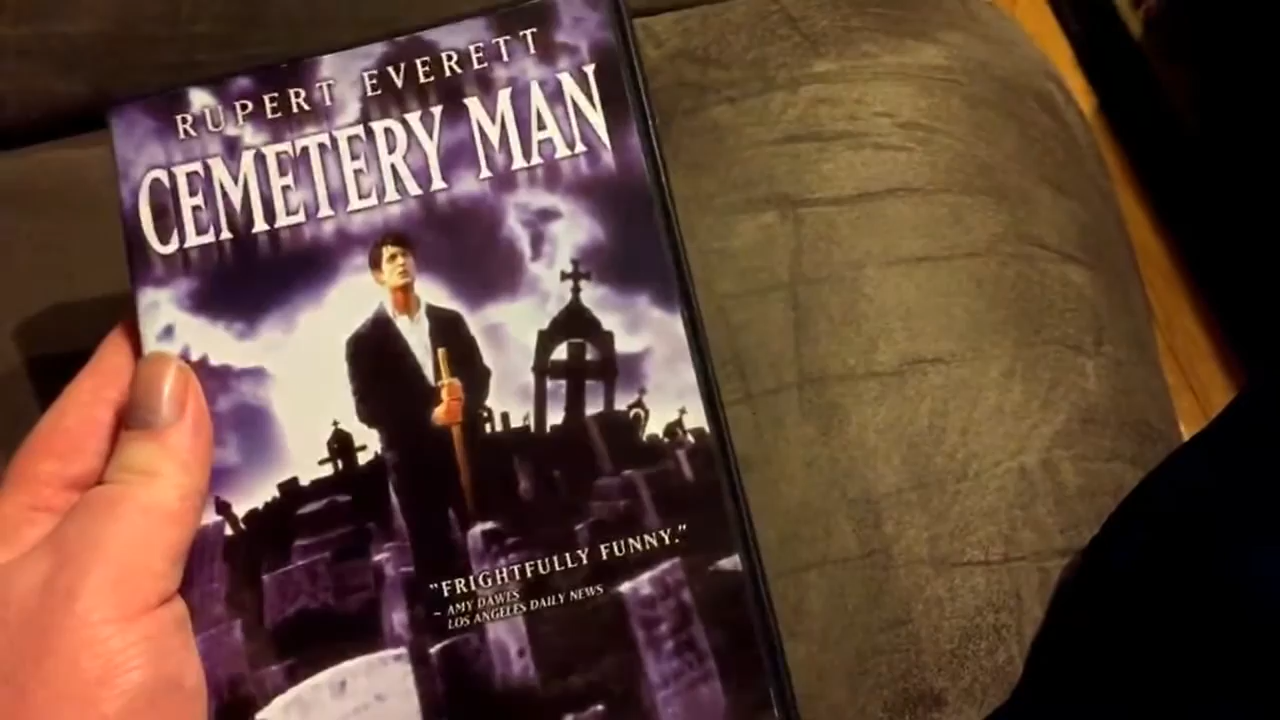 RUPERT EVERETT
CEMETERY MAN
"FRIGHTFULLY FUNNY."
– AMY DAWES
LOS ANGELES DAILY NEWS